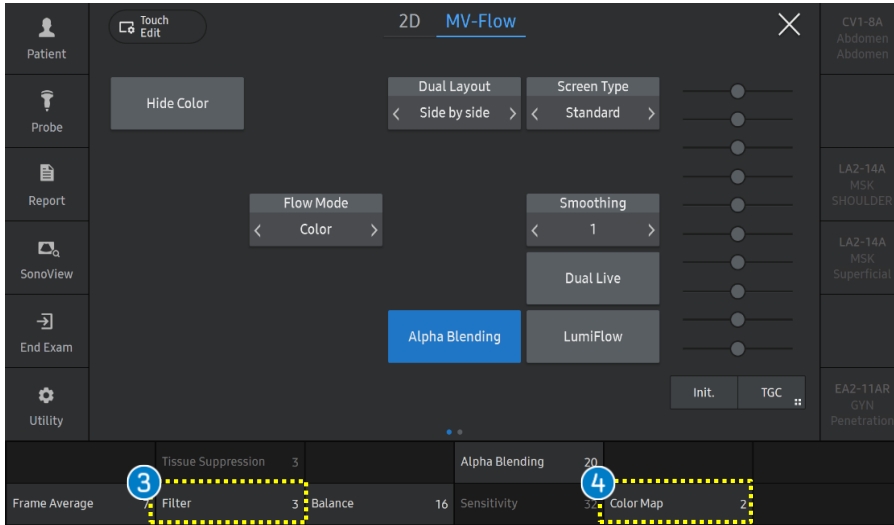 Touch
Edit
2D MV-Flow
Patient
Probe
Report
SonoView
End Exam
Utility
Hide Color
Dual Layout
< Side by side >
Screen Type
< Standard >
Flow Mode
< Color >
Smoothing
< 1 >
Dual Live
Alpha Blending
LumiFlow
Init.
TGC
CV1-8A
Abdomen
Abdomen
LA2-14A
MSK
SHOULDER
LA2-14A
MSK
Superficial
EA2-11AR
GYN
Penetration
Tissue Suppression 3
Alpha Blending 20
3
4
Frame Average 7
Filter 3
Balance 16
Sensitivity 32
Color Map 2